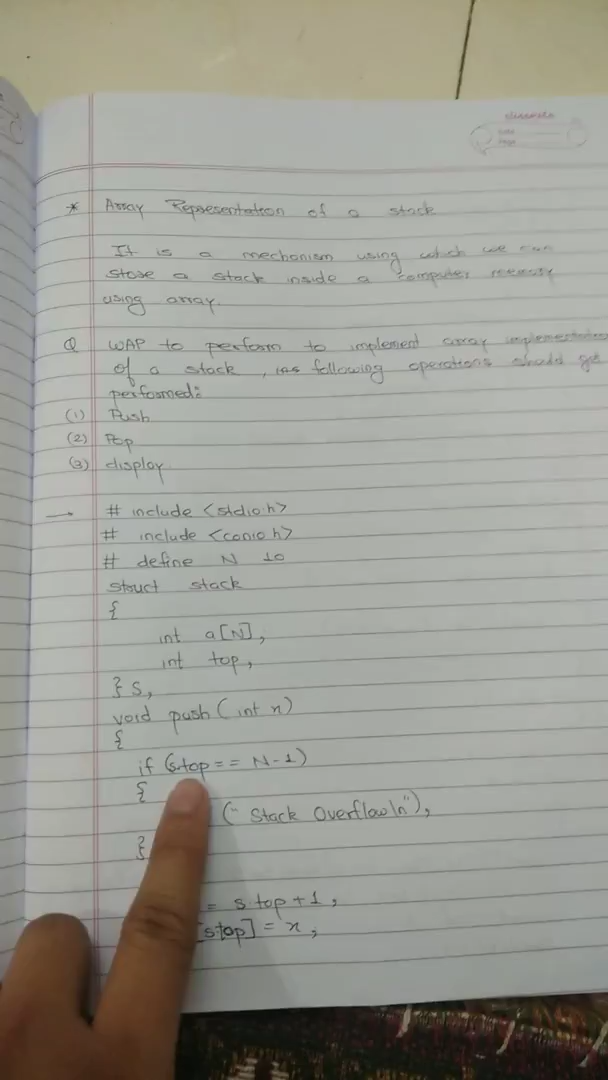 classmate
Date
Page
* Array Representation of a stack
It is a mechanism using which we can
store a stack inside a computer memory
using array.
Q WAP to perform to implement array implementation
of a stack, following operations should get
performed:
(1) Push
(2) Pop
(3) display
→ # include <stdio.h>
# include <conio.h>
# define N 10
struct stack
{
int a[N];
int top;
} s;
void push (int x)
{
if (s.top == N-1)
{
(" Stack Overflow\n");
}
= s.top+1;
[s.top] = x;